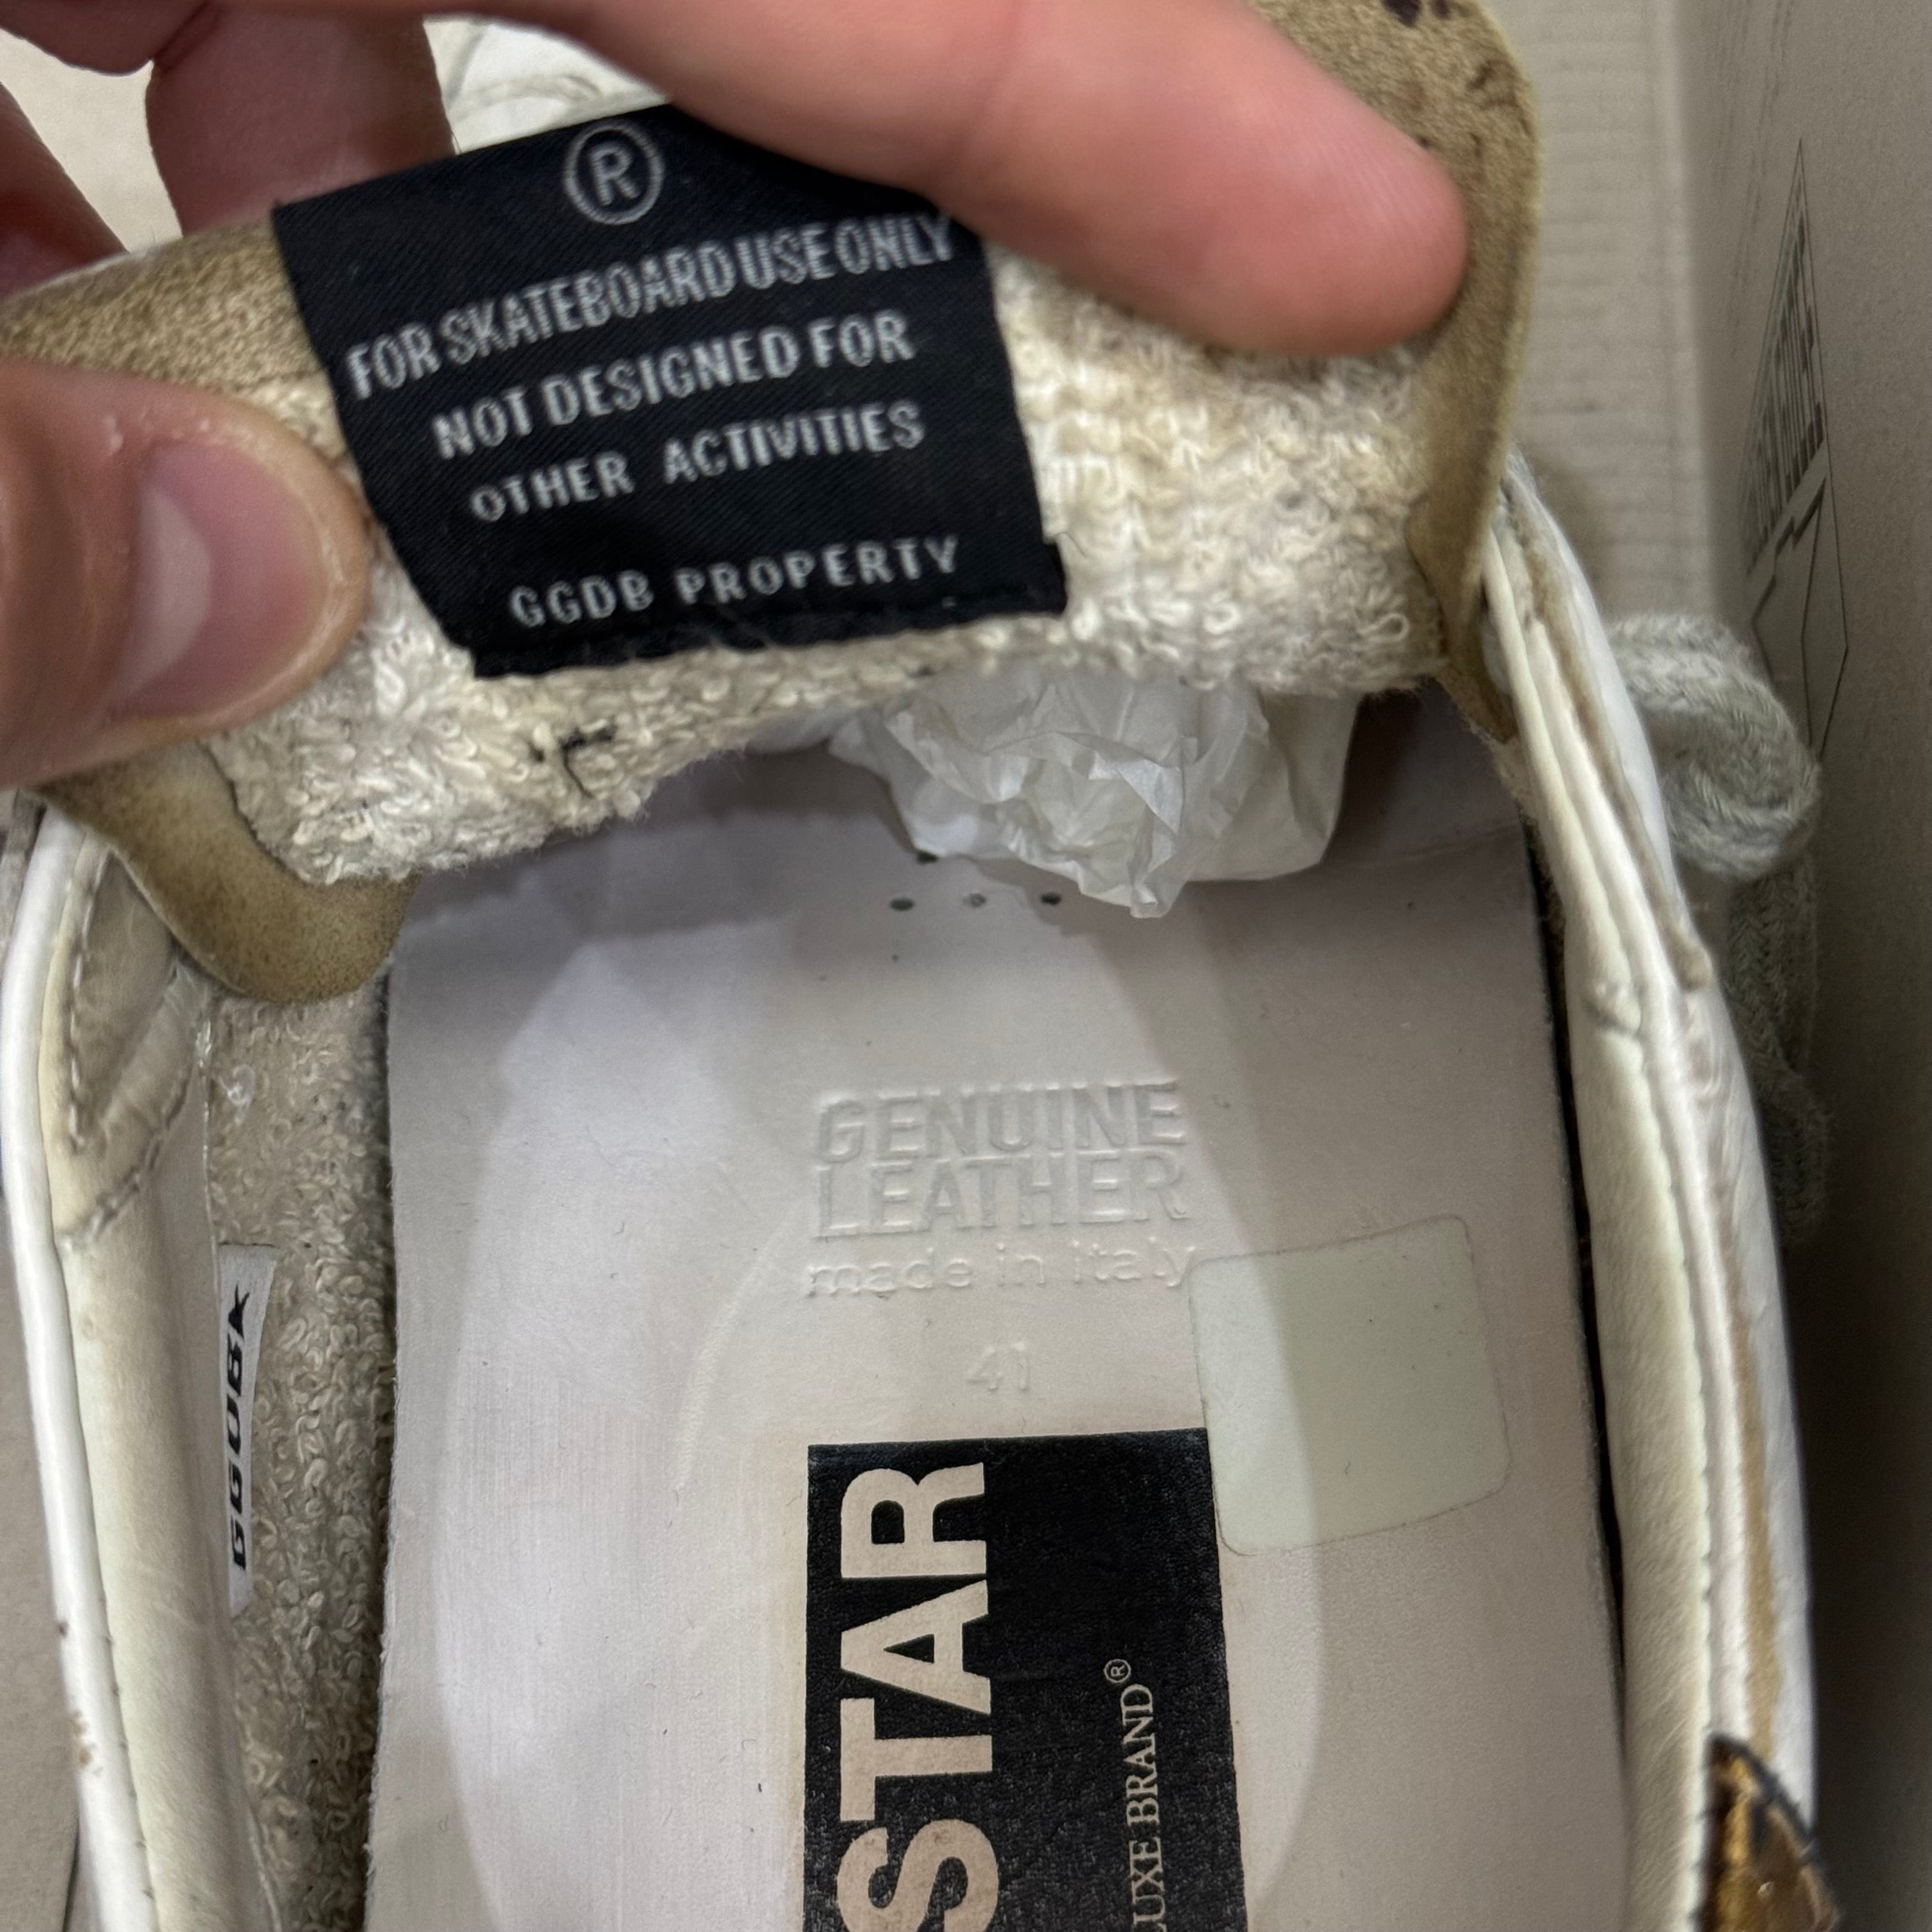 ®
FOR SKATEBOARD USE ONLY
NOT DESIGNED FOR
OTHER ACTIVITIES
GGDB PROPERTY
GENUINE
LEATHER
made in italy
41
GGDB
STAR
LUXE BRAND®